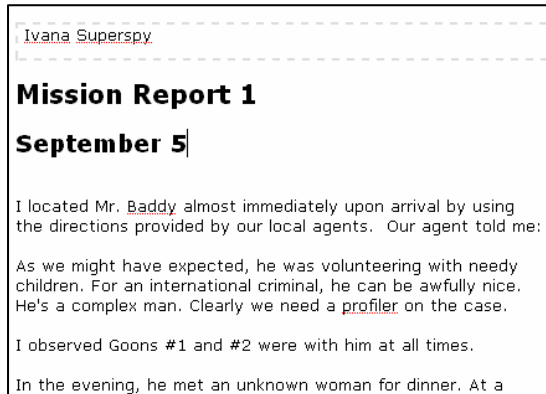 Ivana Superspy
Mission Report 1
September 5
I located Mr. Baddy almost immediately upon arrival by using
the directions provided by our local agents.  Our agent told me:
As we might have expected, he was volunteering with needy
children. For an international criminal, he can be awfully nice.
He's a complex man. Clearly we need a profiler on the case.
I observed Goons #1 and #2 were with him at all times.
In the evening, he met an unknown woman for dinner. At a